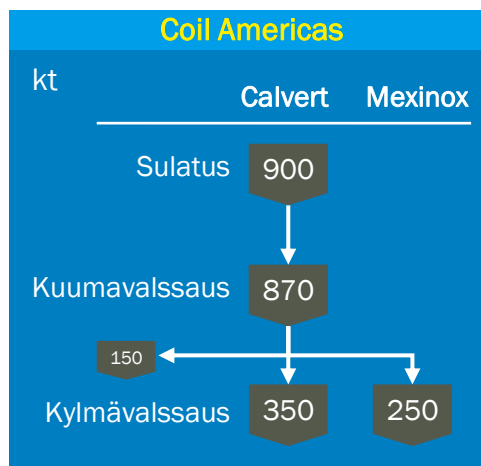 Coil Americas
kt
Calvert Mexinox
Sulatus 900
Kuumavalssaus 870
150
Kylmävalssaus 350 250